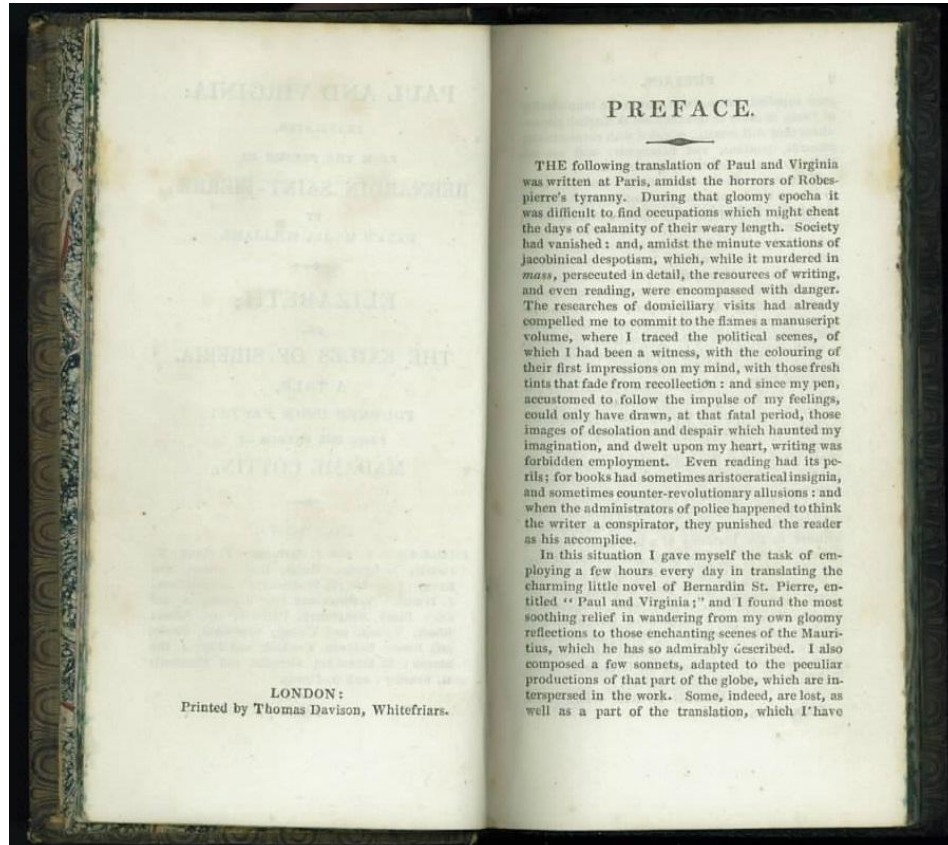 LONDON:
Printed by Thomas Davison, Whitefriars.
PREFACE.
THE following translation of Paul and Virginia
was written at Paris, amidst the horrors of Robes-
pierre's tyranny. During that gloomy epocha it
was difficult to find occupations which might cheat
the days of calamity of their weary length. Society
had vanished: and, amidst the minute vexations of
jacobinical despotism, which, while it murdered in
mass, persecuted in detail, the resources of writing,
and even reading, were encompassed with danger.
The researches of domiciliary visits had already
compelled me to commit to the flames a manuscript
volume, where I traced the political scenes, of
which I had been a witness, with the colouring of
their first impressions on my mind, with those fresh
tints that fade from recollection: and since my pen,
accustomed to follow the impulse of my feelings,
could only have drawn, at that fatal period, those
images of desolation and despair which haunted my
imagination, and dwelt upon my heart, writing was
forbidden employment. Even reading had its pe-
rils; for books had sometimes aristocratical insignia,
and sometimes counter-revolutionary allusions: and
when the administrators of police happened to think
the writer a conspirator, they punished the reader
as his accomplice.
In this situation I gave myself the task of em-
ploying a few hours every day in translating the
charming little novel of Bernardin St. Pierre, en-
titled "Paul and Virginia;" and I found the most
soothing relief in wandering from my own gloomy
reflections to those enchanting scenes of the Mauri-
tius, which he has so admirably described. I also
composed a few sonnets, adapted to the peculiar
productions of that part of the globe, which are in-
terspersed in the work. Some, indeed, are lost, as
well as a part of the translation, which I have